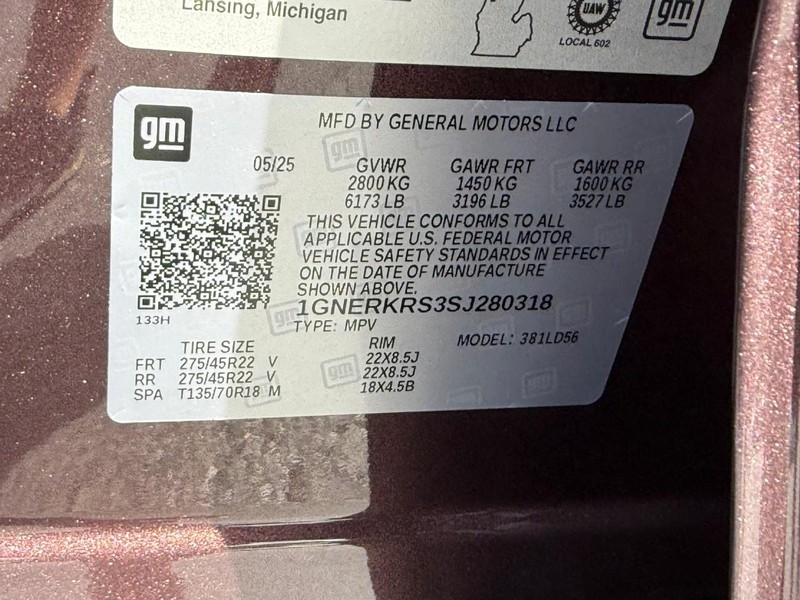 Lansing, Michigan
UAW
LOCAL 602
gm
gm
MFD BY GENERAL MOTORS LLC
05/25 GVWR GAWR FRT GAWR RR
2800 KG 1450 KG 1600 KG
6173 LB 3196 LB 3527 LB
THIS VEHICLE CONFORMS TO ALL
APPLICABLE U.S. FEDERAL MOTOR
VEHICLE SAFETY STANDARDS IN EFFECT
ON THE DATE OF MANUFACTURE
SHOWN ABOVE.
1GNERKRS3SJ280318
133H
TYPE: MPV
TIRE SIZE RIM MODEL: 381LD56
FRT 275/45R22 V 22X8.5J
RR 275/45R22 V 22X8.5J
SPA T135/70R18 M 18X4.5B